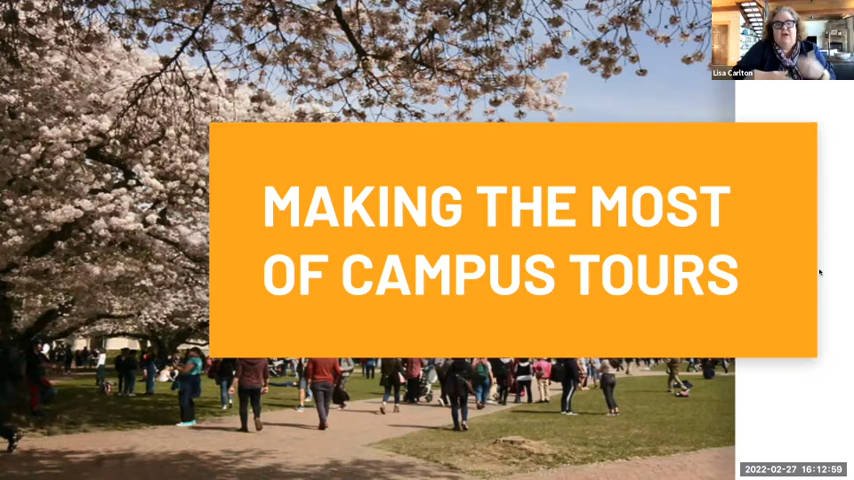 Lisa Carlton
MAKING THE MOST
OF CAMPUS TOURS
2022-02-27 16:12:59